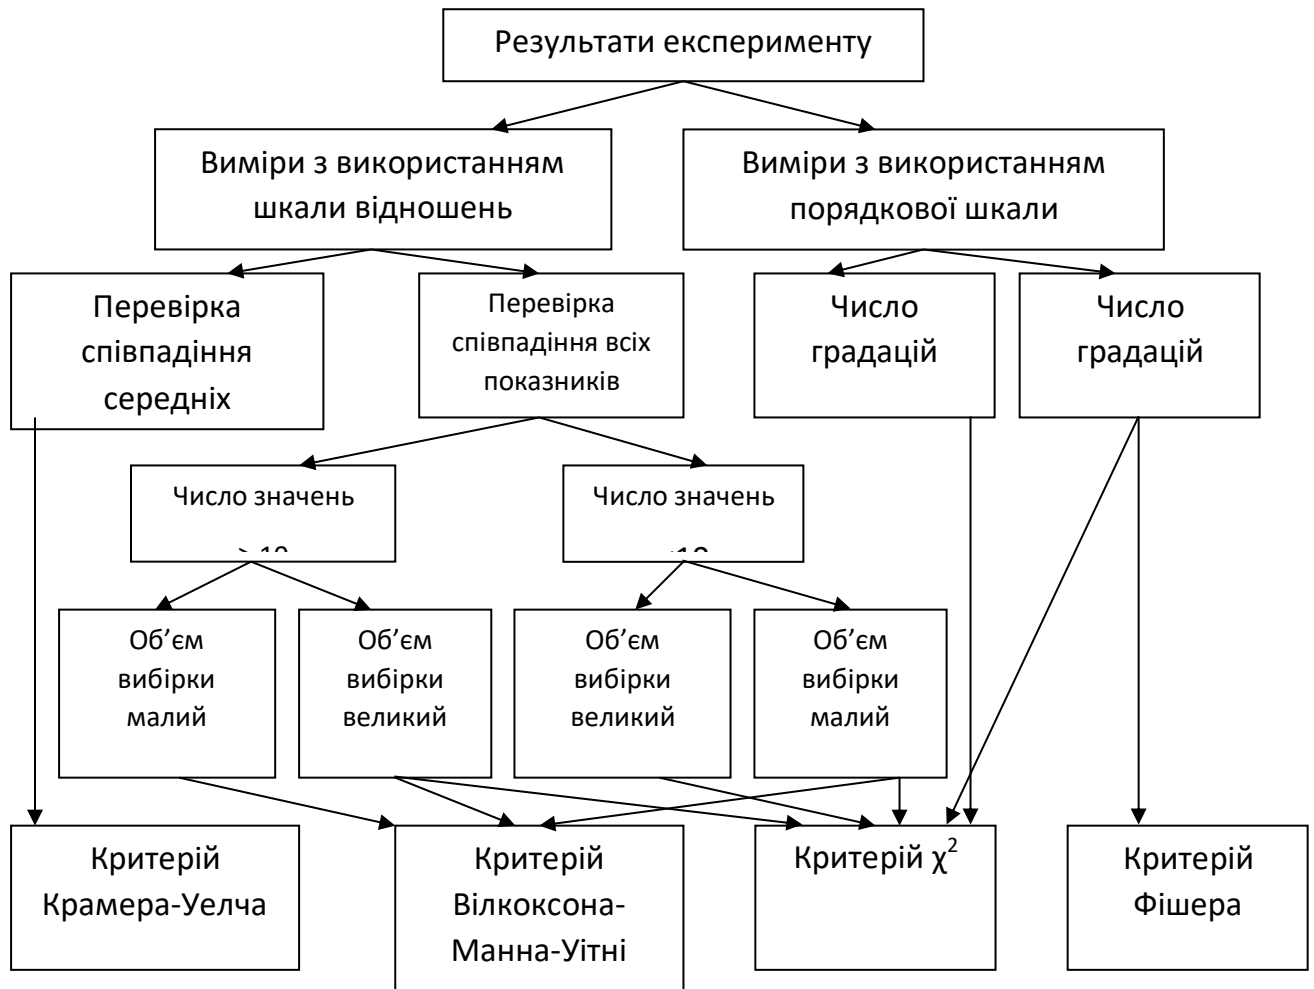 Результати експерименту
Виміри з використанням
шкали відношень
Виміри з використанням
порядкової шкали
Перевірка
співпадіння
середніх
Перевірка
співпадіння всіх
показників
Число
градацій
Число
градацій
Число значень
Число значень
Об’єм
вибірки
малий
Об’єм
вибірки
великий
Об’єм
вибірки
великий
Об’єм
вибірки
малий
Критерій
Крамера-Уелча
Критерій
Вілкоксона-
Манна-Уітні
Критерій χ²
Критерій
Фішера